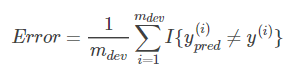 Error = \frac{1}{m_{dev}} \sum_{i=1}^{m_{dev}} I\{y_{pred}^{(i)} \neq y^{(i)}\}